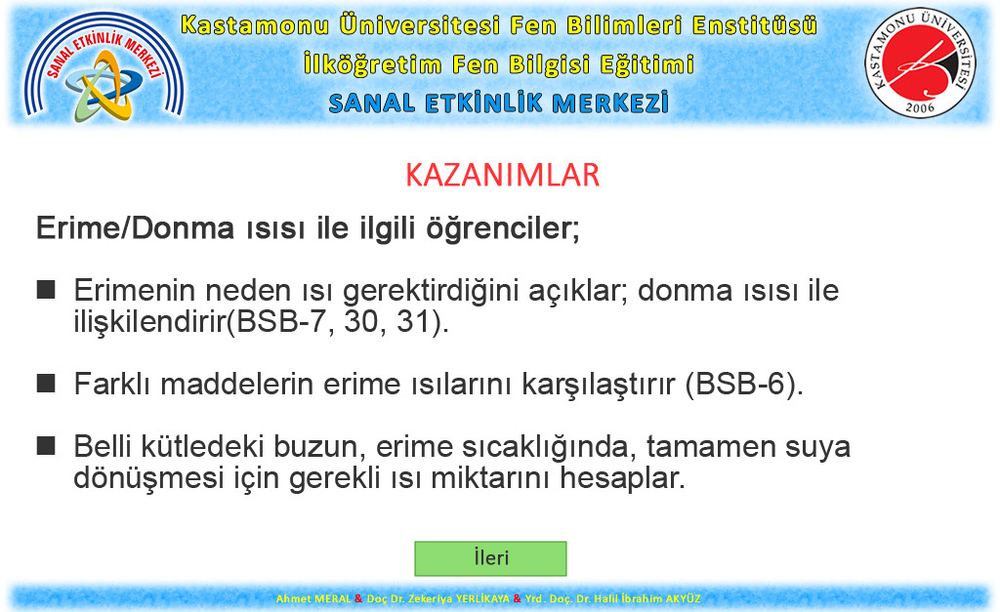 Kastamonu Üniversitesi Fen Bilimleri Enstitüsü
İlköğretim Fen Bilgisi Eğitimi
SANAL ETKİNLİK MERKEZİ
SANAL ETKİNLİK MERKEZİ
KASTAMONU ÜNİVERSİTESİ
2006
KAZANIMLAR
Erime/Donma ısısı ile ilgili öğrenciler;
■ Erimenin neden ısı gerektirdiğini açıklar; donma ısısı ile
ilişkilendirir(BSB-7, 30, 31).
■ Farklı maddelerin erime ısılarını karşılaştırır (BSB-6).
■ Belli kütledeki buzun, erime sıcaklığında, tamamen suya
dönüşmesi için gerekli ısı miktarını hesaplar.
İleri
Ahmet MERAL & Doç Dr. Zekeriya YERLİKAYA & Yrd. Doç. Dr. Halil İbrahim AKYÜZ